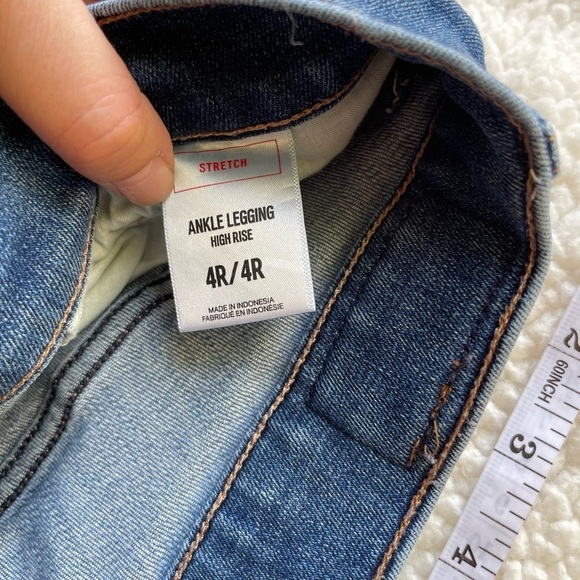 STRETCH
ANKLE LEGGING
HIGH RISE
4R/4R
MADE IN INDONESIA
FABRIQUÉ EN INDONÉSIE
2
60INCH
3
4